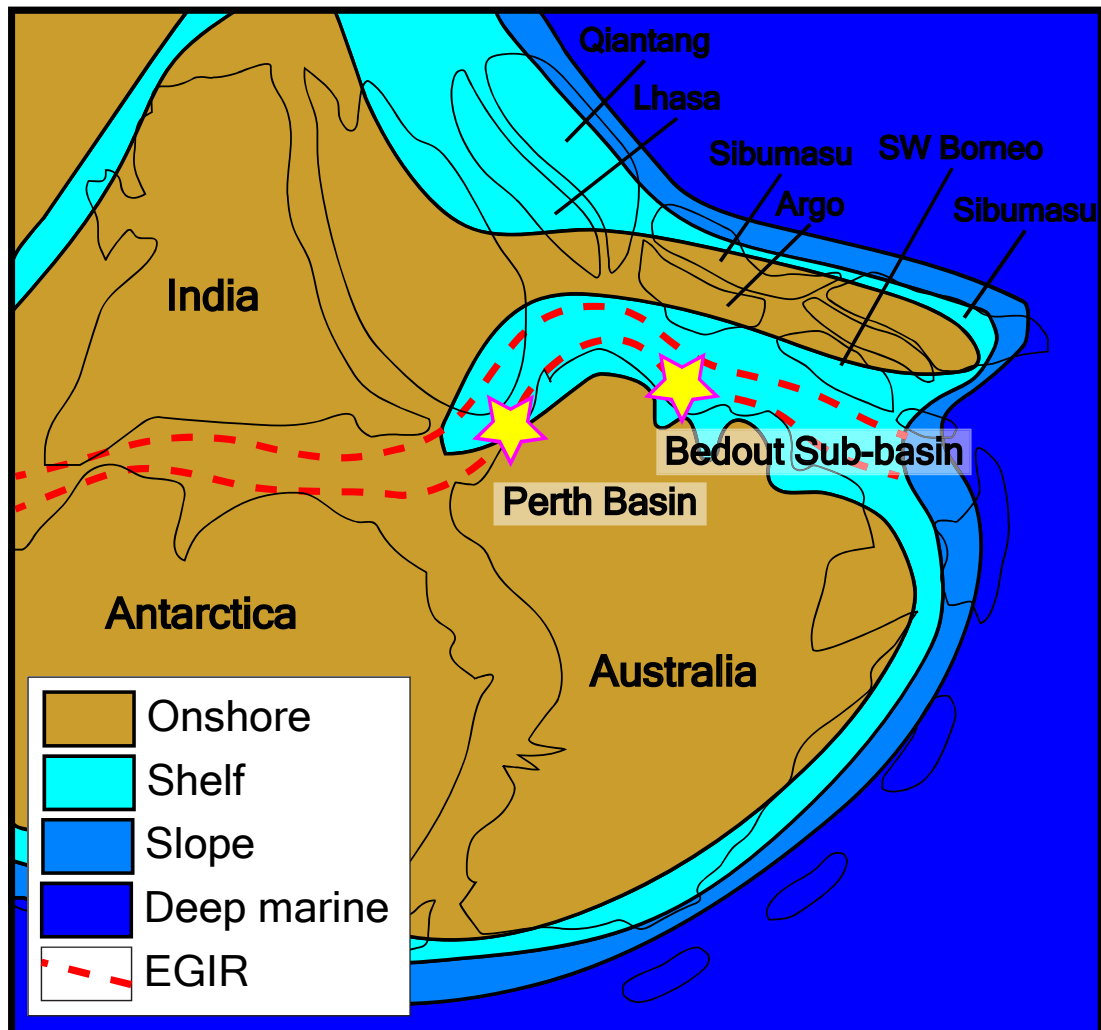 Qiantang
Lhasa
Sibumasu
SW Borneo
Argo
Sibumasu
India
Bedout Sub-basin
Perth Basin
Antarctica
Australia
Onshore
Shelf
Slope
Deep marine
EGIR